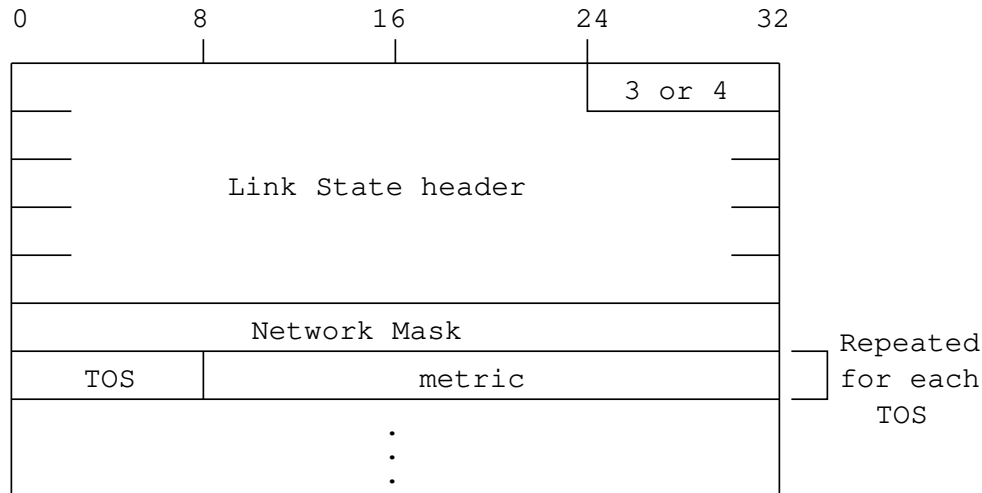 0 8 16 24 32
3 or 4
Link State header
Network Mask
TOS metric
Repeated
for each
TOS
.
.
.